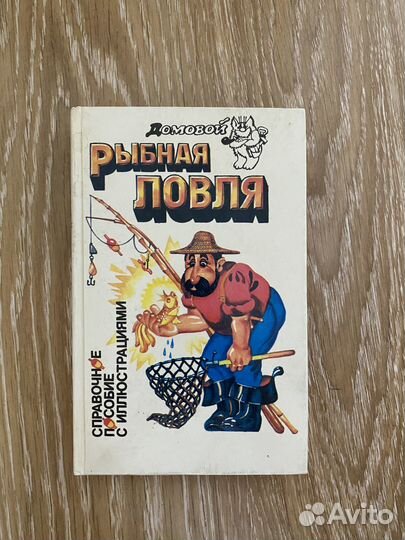 Домовой
РЫБНАЯ
ЛОВЛЯ
СПРАВОЧНОЕ
ПОСОБИЕ
С ИЛЛЮСТРАЦИЯМИ
Avito